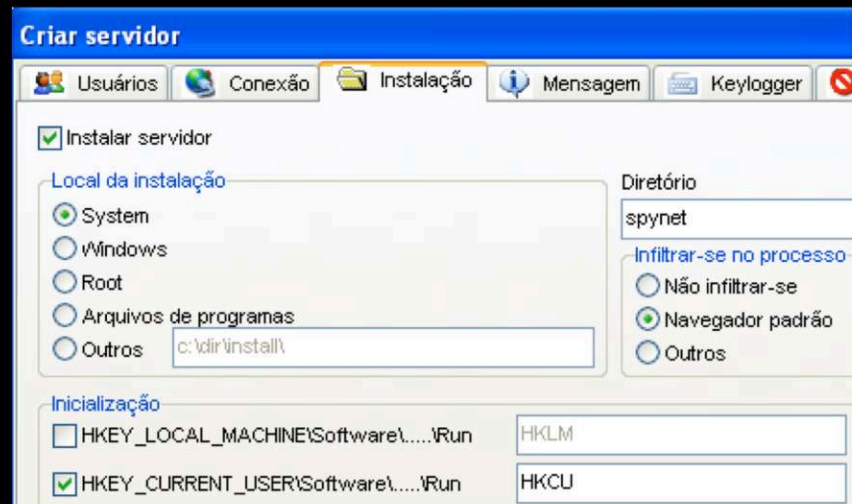 Criar servidor
Usuários Conexão Instalação Mensagem Keylogger
Instalar servidor
Local da instalação
System
Windows
Root
Arquivos de programas
Outros c:\dir\install\
Diretório
spynet
Infiltrar-se no processo
Não infiltrar-se
Navegador padrão
Outros
Inicialização
HKEY_LOCAL_MACHINE\Software\.....\Run HKLM
HKEY_CURRENT_USER\Software\.....\Run HKCU